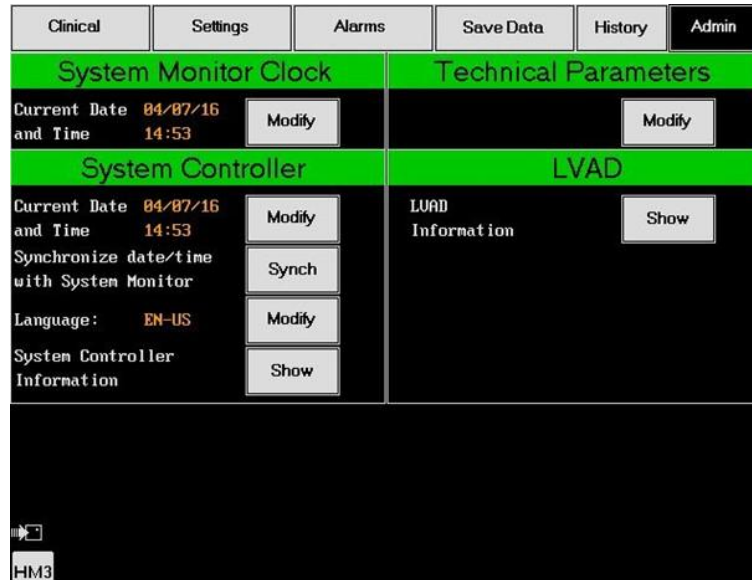 Clinical Settings Alarms Save Data History Admin
System Monitor Clock
Current Date 04/07/16
and Time 14:53
Modify
Technical Parameters
Modify
System Controller
Current Date 04/07/16
and Time 14:53
Modify
Synchronize date/time
with System Monitor
Synch
Language: EN-US
Modify
System Controller
Information
Show
LVAD
LVAD
Information
Show
HM3